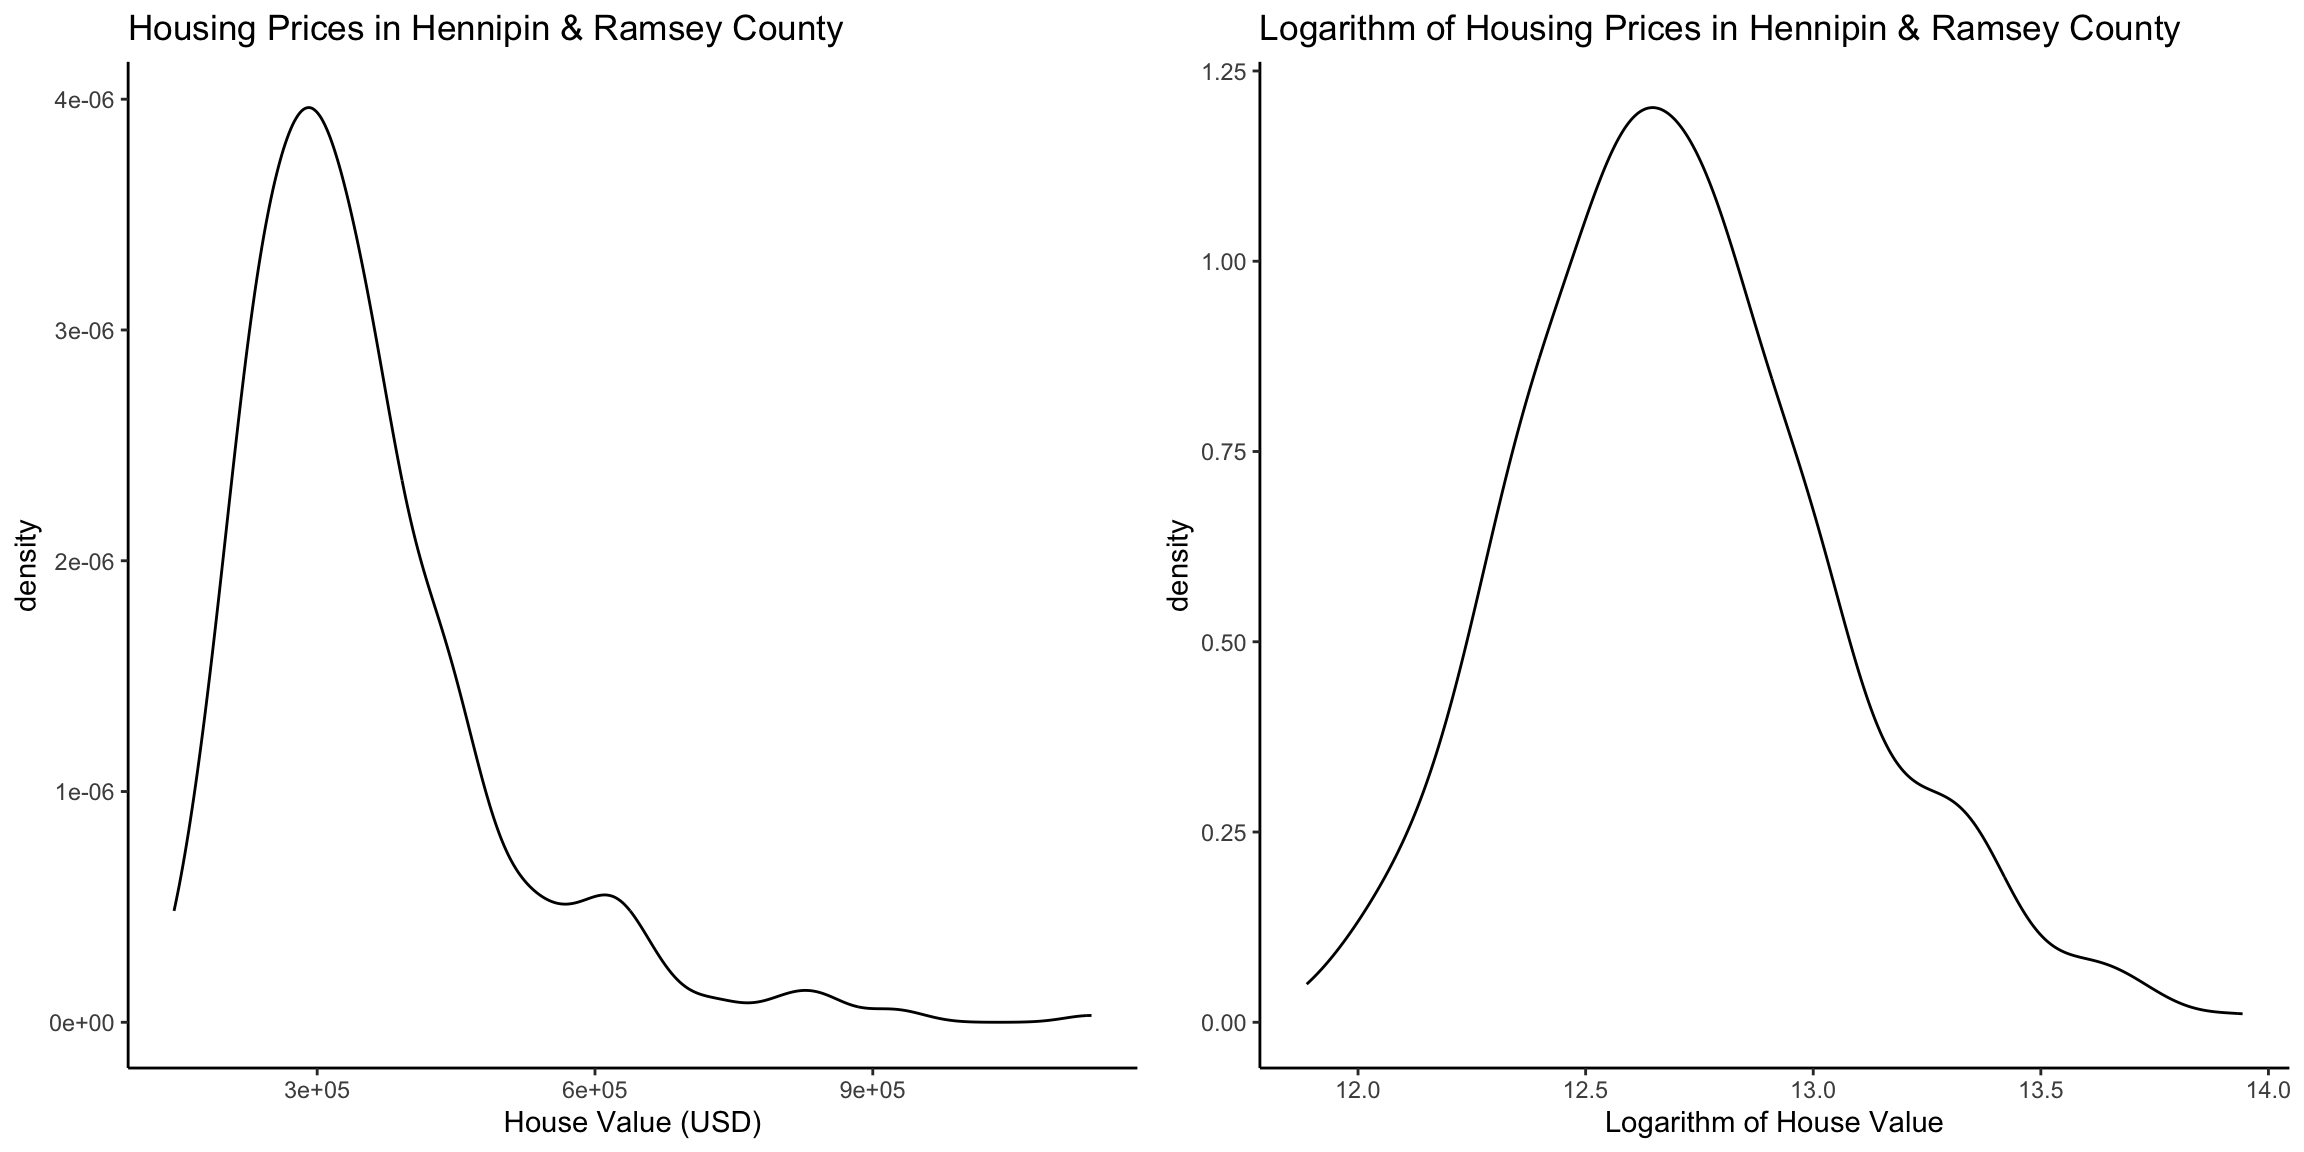 Housing Prices in Hennipin & Ramsey County
4e-06
3e-06
2e-06
1e-06
0e+00
density
3e+05 6e+05 9e+05
House Value (USD)
Logarithm of Housing Prices in Hennipin & Ramsey County
1.25
1.00
0.75
0.50
0.25
0.00
density
12.0 12.5 13.0 13.5 14.0
Logarithm of House Value